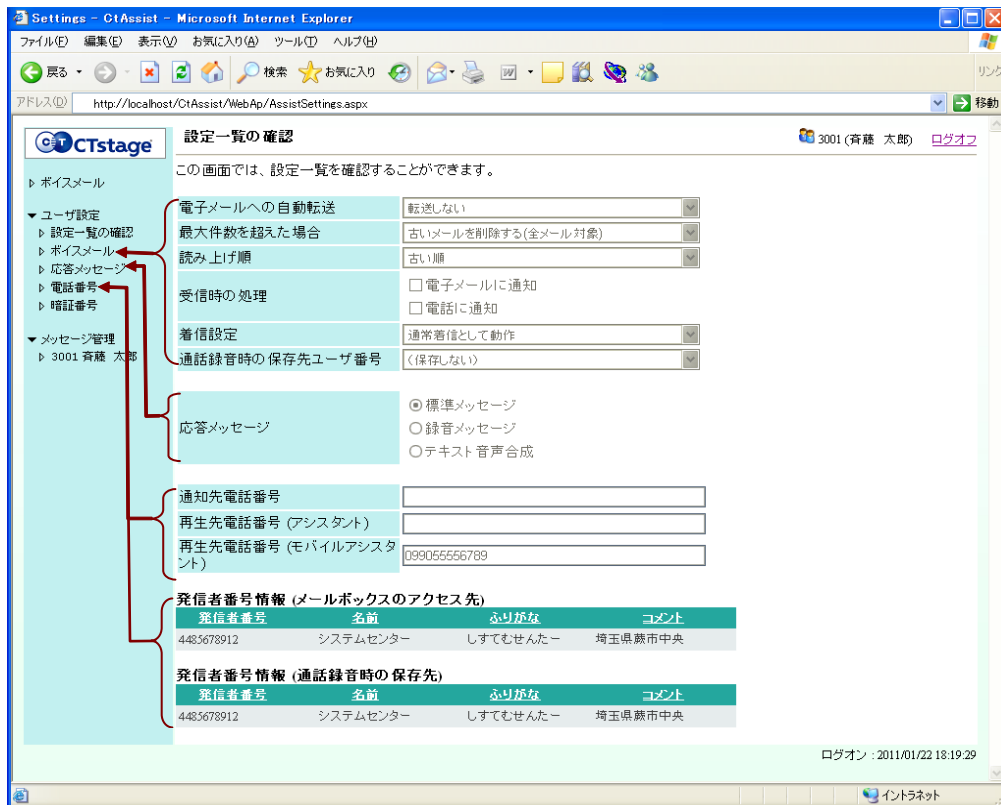 Settings - CtAssist - Microsoft Internet Explorer
ファイル(F) 編集(E) 表示(V) お気に入り(A) ツール(T) ヘルプ(H)
戻る 検索 お気に入り リンク
アドレス(D) http://localhost/CtAssist/WebAp/AssistSettings.aspx 移動
CTstage
設定一覧の確認 3001 (斉藤 太郎) ログオフ
この画面では、設定一覧を確認することができます。
ボイスメール
ユーザ設定
設定一覧の確認
ボイスメール
応答メッセージ
電話番号
暗証番号
メッセージ管理
3001 斉藤 太郎
電子メールへの自動転送 転送しない
最大件数を超えた場合 古いメールを削除する(全メール対象)
読み上げ順 古い順
受信時の処理 電子メールに通知
電話に通知
着信設定 通常着信として動作
通話録音時の保存先ユーザ番号 (保存しない)
応答メッセージ 標準メッセージ
録音メッセージ
テキスト音声合成
通知先電話番号
再生先電話番号 (アシスタント)
再生先電話番号 (モバイルアシスタ
ント) 099055556789
発信者番号情報 (メールボックスのアクセス先)
発信者番号 名前 ふりがな コメント
4485678912 システムセンター しすてむせんたー 埼玉県蕨市中央
発信者番号情報 (通話録音時の保存先)
発信者番号 名前 ふりがな コメント
4485678912 システムセンター しすてむせんたー 埼玉県蕨市中央
ログオン : 2011/01/22 18:19:29
イントラネット